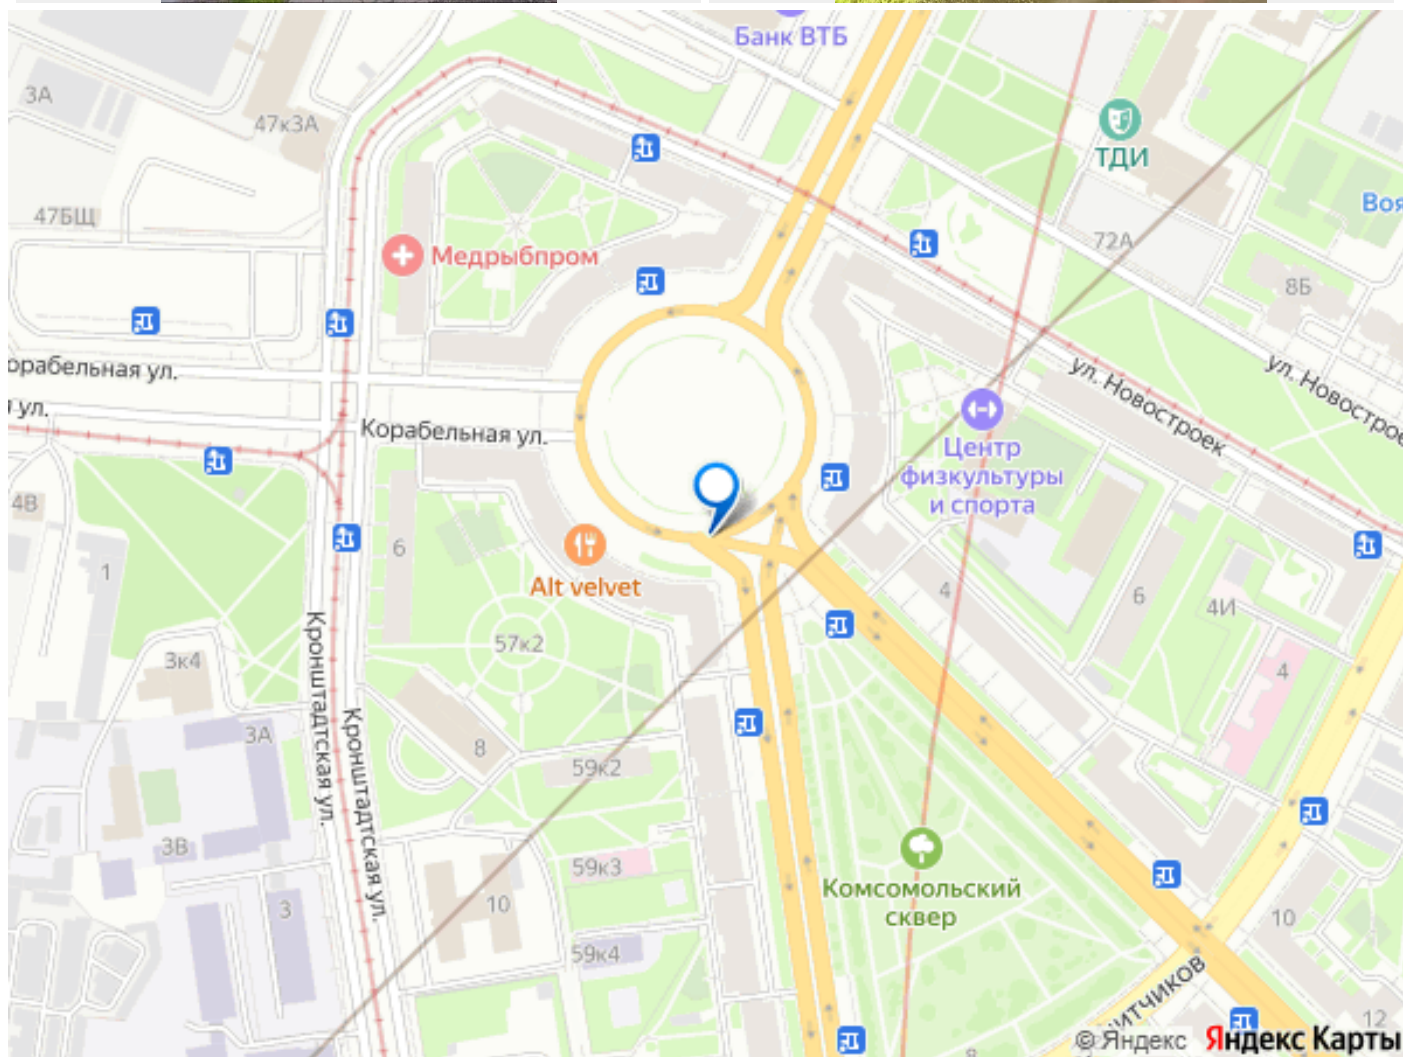 Банк ВТБ
3А
47к3А
ТДИ
47БЩ
Воя
72А
Медрыбпром
8Б
орабельная ул.
ул. Новостроек
ул. Новострое
ул.
Корабельная ул.
Центр
физкультуры
и спорта
4В
6
1
Alt velvet
4
6
4И
57к2
3к4
4
Кронштадтская ул.
Кронштадтская ул.
3А
8
59к2
3В
59к3
Комсомольский
сквер
3
10
10
59к4
ИТЧИКОВ
12
8
© Яндекс Яндекс Карты